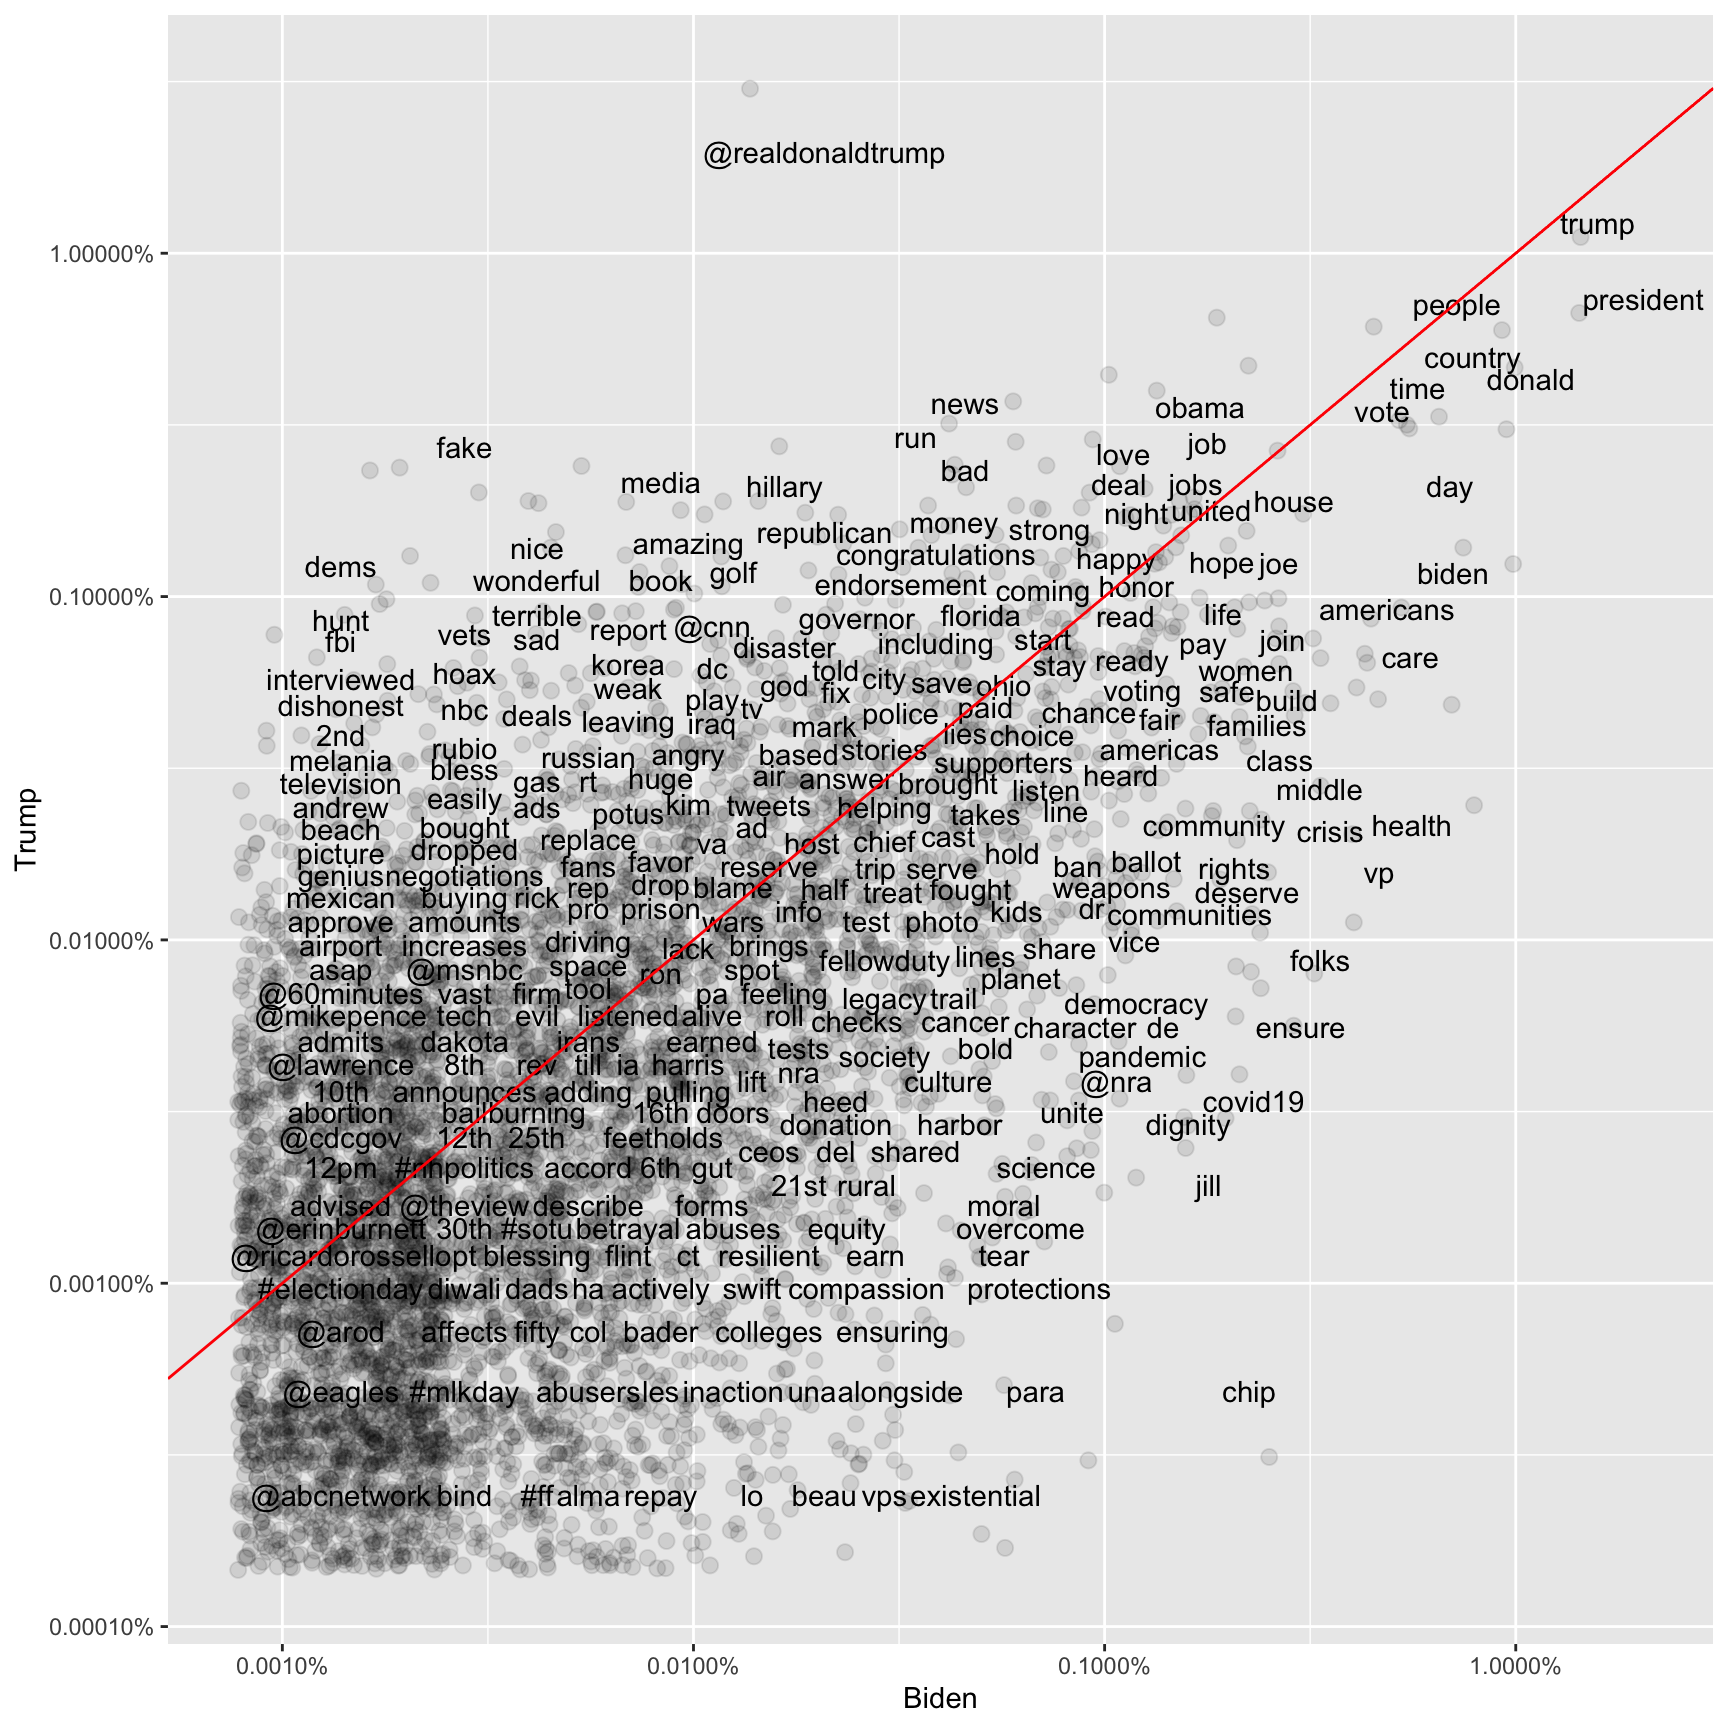 @realdonaldtrump
trump
1.00000%
people president
country
donald
time
news obama vote
run job
fake love
bad
media hillary deal jobs day
house
night united
money strong
republican
nice amazing congratulations happy
dems golf hope joe
wonderful book endorsement biden
coming honor
0.10000%
hunt terrible governor florida read life americans
report @cnn
fbi vets sad disaster including start pay join
korea dc told stay ready care
interviewed hoax women
weak god fix city save ohio voting safe
dishonest nbc deals play tv paid build
leaving iraq mark police chance fair families
2nd lies choice
melania rubio russian angry based stories americas
bless supporters class
television gas rt huge air answer brought heard
listen middle
andrew easily ads kim tweets helping
potus takes line
beach bought ad community crisis health
replace va host chief cast
picture dropped fans favor hold ban ballot
reserve trip serve rights vp
genius negotiations
mexican buying rick rep drop blame half treat fought weapons deserve
pro prison info kids dr communities
approve amounts wars test photo
airport increases driving lack brings share vice
asap @msnbc space ron spot fellow duty lines folks
planet
@60minutes vast firm tool pa feeling legacy trail democracy
@mikepence tech evil listened alive roll checks cancer character de ensure
admits dakota irans earned tests bold
society pandemic
@lawrence 8th rev till ia harris
lift nra culture @nra
10th announces adding pulling
heed covid19
abortion bail burning 16th doors unite
donation harbor dignity
@cdcgov 12th 25th feet holds
ceos del shared
12pm #nhpolitics accord 6th gut science
21st rural jill
advised @theview describe forms moral
@erinburnett 30th #sotu betrayal abuses equity overcome
@ricardorossello pt blessing flint ct resilient earn tear
0.01000%
0.00100%
#electionday diwali dads ha actively swift compassion protections
@arod affects fifty col bader colleges ensuring
@eagles #mlkday abusers les inaction una alongside para chip
@abcnetwork bind #ff alma repay lo beau vps existential
0.00010%
0.0010% 0.0100% 0.1000% 1.0000%
Biden
Trump